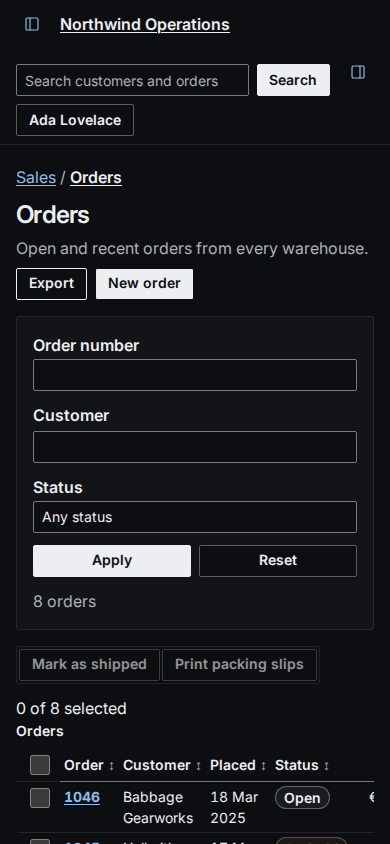 Northwind Operations
Search customers and orders
Search
Ada Lovelace
Sales / Orders
Orders
Open and recent orders from every warehouse.
Export
New order
Order number
Customer
Status
Any status
Apply
Reset
8 orders
Mark as shipped
Print packing slips
0 of 8 selected
Orders
Order ↕ Customer ↕ Placed ↕ Status ↕
1046 Babbage Gearworks 18 Mar 2025 Open